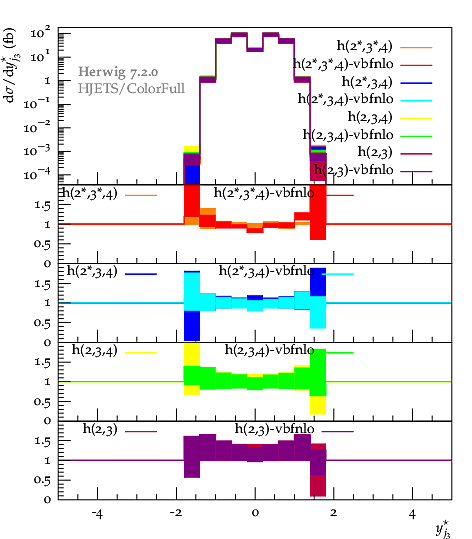 dσ/dy*j3 (fb)
10^2
10^1
1
10^−1
10^−2
10^−3
10^−4
Herwig 7.2.0
HJETS/ColorFull
h(2*,3*,4)
h(2*,3*,4)-vbfnlo
h(2*,3,4)
h(2*,3,4)-vbfnlo
h(2,3,4)
h(2,3,4)-vbfnlo
h(2,3)
h(2,3)-vbfnlo
h(2*,3*,4) h(2*,3*,4)-vbfnlo
1.5
1
0.5
0
h(2*,3,4) h(2*,3,4)-vbfnlo
1.5
1
0.5
0
h(2,3,4) h(2,3,4)-vbfnlo
1.5
1
0.5
0
h(2,3) h(2,3)-vbfnlo
1.5
1
0.5
0
-4 -2 0 2 4
y*j3